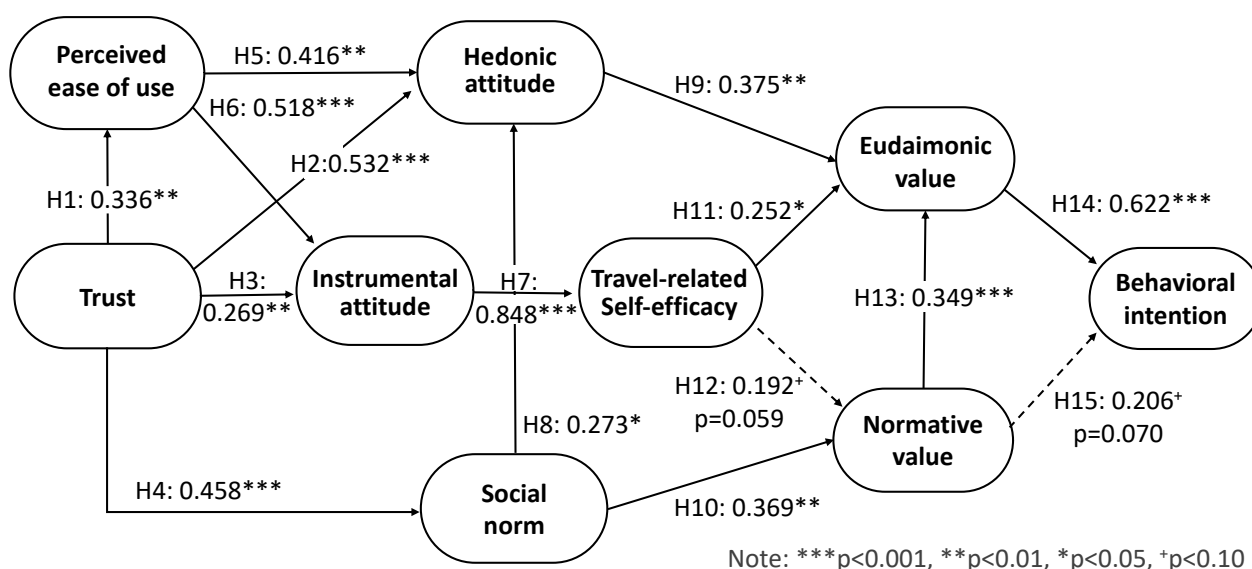 Perceived
ease of use
H5: 0.416**
Hedonic
attitude
H9: 0.375**
H6: 0.518***
H2:0.532***
H1: 0.336**
Eudaimonic
value
H11: 0.252*
H14: 0.622***
Trust
H3:
0.269**
Instrumental
attitude
H7:
0.848***
Travel-related
Self-efficacy
H13: 0.349***
Behavioral
intention
H12: 0.192⁺
p=0.059
H15: 0.206⁺
p=0.070
H8: 0.273*
Normative
value
H4: 0.458***
Social
norm
H10: 0.369**
Note: ***p<0.001, **p<0.01, *p<0.05, ⁺p<0.10